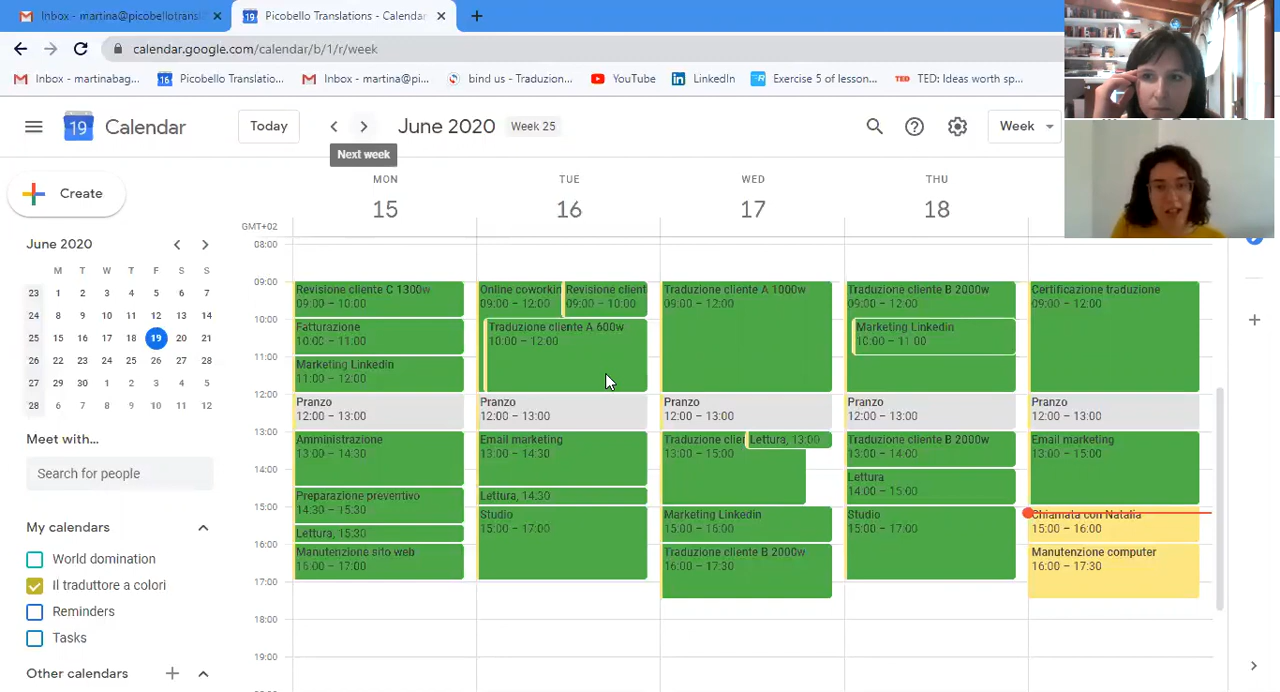 Inbox - martina@picobellotrans
Picobello Translations - Calendar
calendar.google.com/calendar/b/1/r/week
Inbox - martinabag...
Picobello Translatio...
Inbox - martina@pi...
bind us - Traduzion...
YouTube
LinkedIn
Exercise 5 of lesson...
TED: Ideas worth sp...
19 Calendar
Today
June 2020
Week 25
Week
Next week
Create
MON
15
TUE
16
WED
17
THU
18
GMT+02
June 2020
M T W T F S S
23 1 2 3 4 5 6 7
24 8 9 10 11 12 13 14
25 15 16 17 18 19 20 21
26 22 23 24 25 26 27 28
27 29 30 1 2 3 4 5
28 6 7 8 9 10 11 12
Meet with...
Search for people
My calendars
World domination
Il traduttore a colori
Reminders
Tasks
Other calendars
08:00
09:00
10:00
11:00
12:00
13:00
14:00
15:00
16:00
17:00
18:00
19:00
Revisione cliente C 1300w
09:00 – 10:00
Fatturazione
10:00 – 11:00
Marketing Linkedin
11:00 – 12:00
Pranzo
12:00 – 13:00
Amministrazione
13:00 – 14:30
Preparazione preventivo
14:30 – 15:30
Lettura, 15:30
Manutenzione sito web
16:00 – 17:00
Online coworkin
09:00 – 12:00
Revisione client
09:00 – 10:00
Traduzione cliente A 600w
10:00 – 12:00
Pranzo
12:00 – 13:00
Email marketing
13:00 – 14:30
Lettura, 14:30
Studio
15:00 – 17:00
Traduzione cliente A 1000w
09:00 – 12:00
Pranzo
12:00 – 13:00
Traduzione clier
13:00 – 15:00
Lettura, 13:00
Marketing Linkedin
15:00 – 16:00
Traduzione cliente B 2000w
16:00 – 17:30
Traduzione cliente B 2000w
09:00 – 12:00
Marketing Linkedin
10:00 – 11:00
Pranzo
12:00 – 13:00
Traduzione cliente B 2000w
13:00 – 14:00
Lettura
14:00 – 15:00
Studio
15:00 – 17:00
Certificazione traduzione
09:00 – 12:00
Pranzo
12:00 – 13:00
Email marketing
13:00 – 15:00
Chiamata con Natalia
15:00 – 16:00
Manutenzione computer
16:00 – 17:30